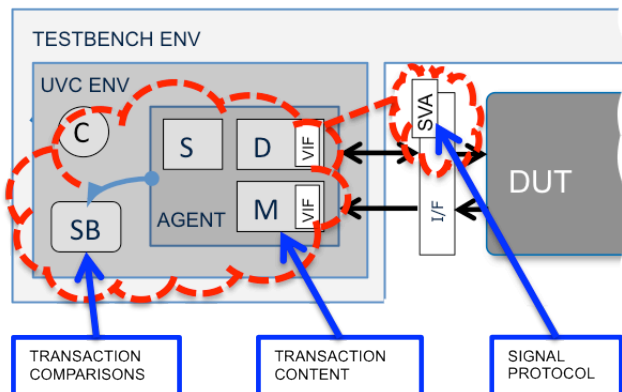 TESTBENCH ENV
UVC ENV
C
S
D
VIF
SVA
AGENT
M
VIF
I/F
DUT
SB
TRANSACTION
COMPARISONS
TRANSACTION
CONTENT
SIGNAL
PROTOCOL